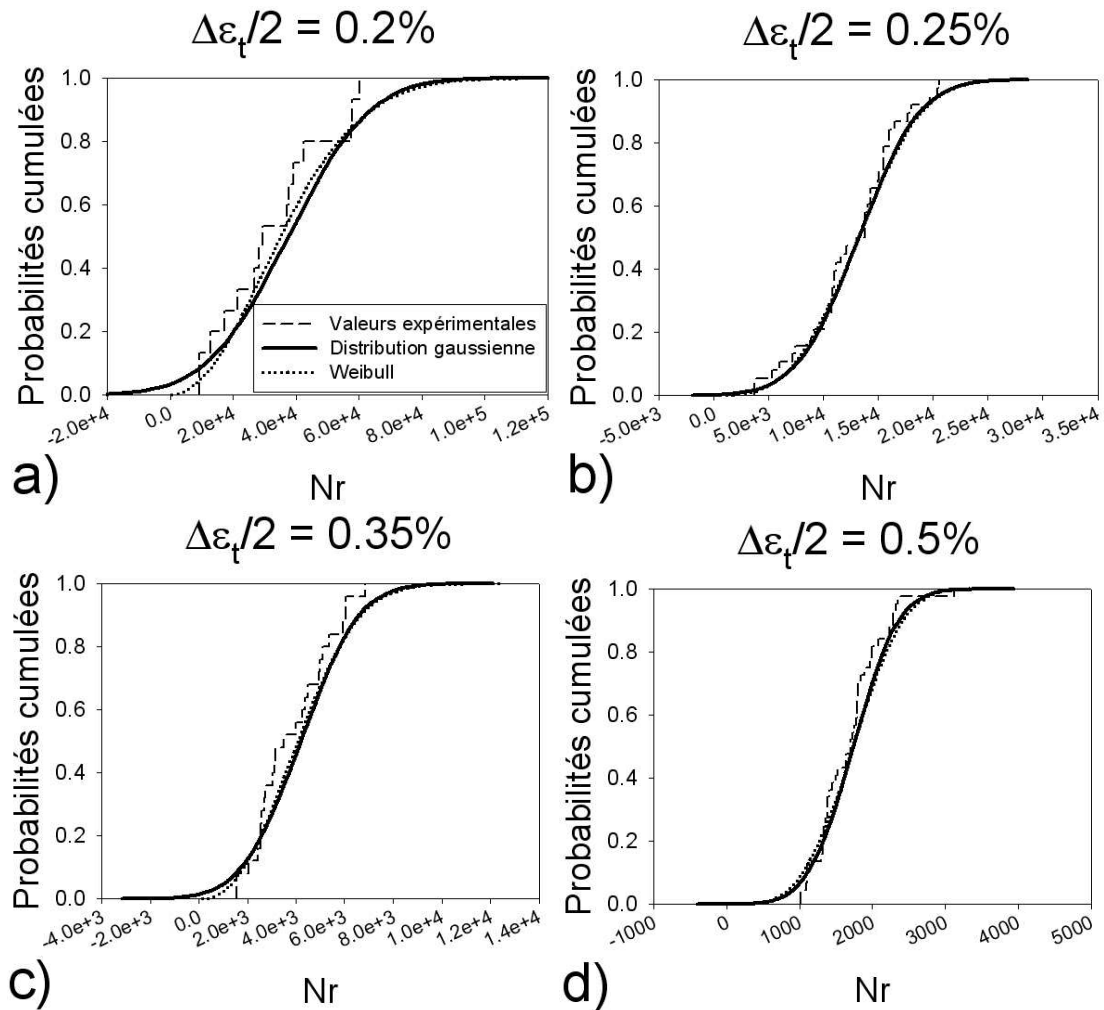 Δεt/2 = 0.2%
Probabilités cumulées
1.0
0.8
0.6
0.4
0.2
0.0
Valeurs expérimentales
Distribution gaussienne
Weibull
-2.0e+4 0.0 2.0e+4 4.0e+4 6.0e+4 8.0e+4 1.0e+5 1.2e+5
a)
Nr
Δεt/2 = 0.25%
Probabilités cumulées
1.0
0.8
0.6
0.4
0.2
0.0
-5.0e+3 0.0 5.0e+3 1.0e+4 1.5e+4 2.0e+4 2.5e+4 3.0e+4 3.5e+4
b)
Nr
Δεt/2 = 0.35%
Probabilités cumulées
1.0
0.8
0.6
0.4
0.2
0.0
-4.0e+3 -2.0e+3 0.0 2.0e+3 4.0e+3 6.0e+3 8.0e+3 1.0e+4 1.2e+4 1.4e+4
c)
Nr
Δεt/2 = 0.5%
Probabilités cumulées
1.0
0.8
0.6
0.4
0.2
0.0
-1000 0 1000 2000 3000 4000 5000
d)
Nr